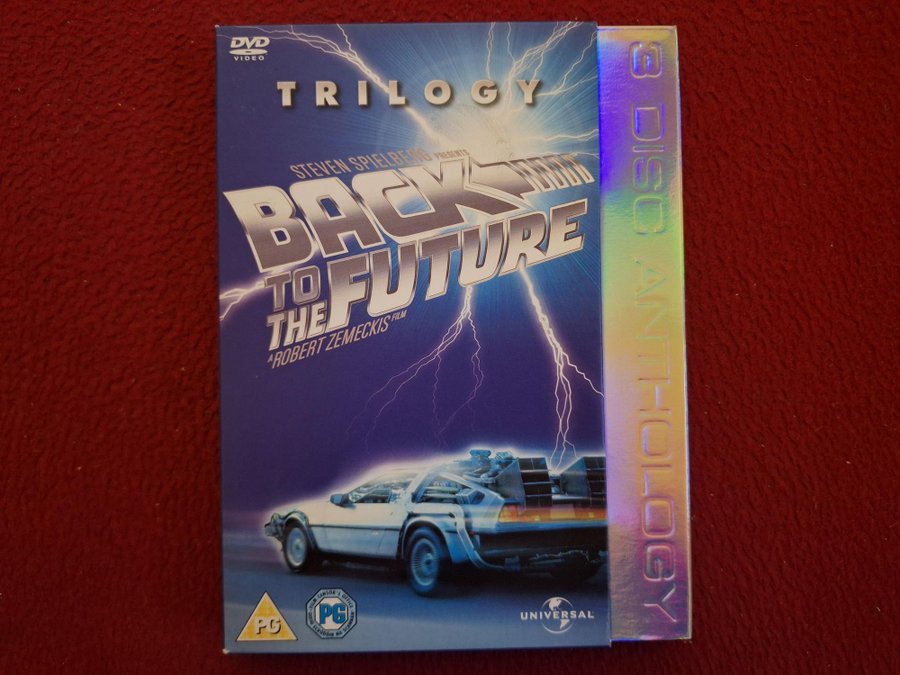 DVD
VIDEO
TRILOGY
STEVEN SPIELBERG PRESENTS
BACK
TO
THE FUTURE
A ROBERT ZEMECKIS FILM
PG
PG
UNIVERSAL
3 DISC ANTHOLOGY